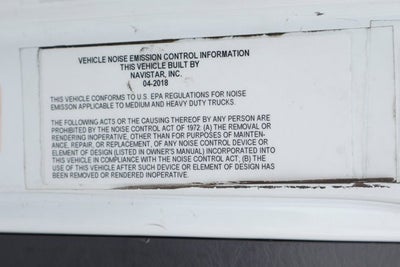 VEHICLE NOISE EMISSION CONTROL INFORMATION
THIS VEHICLE BUILT BY
NAVISTAR, INC.
04-2018
THIS VEHICLE CONFORMS TO U.S. EPA REGULATIONS FOR NOISE
EMISSON APPLICABLE TO MEDIUM AND HEAVY DUTY TRUCKS.
THE FOLLOWING ACTS OR THE CAUSING THEREOF BY ANY PERSON ARE
PROHIBITED BY THE NOISE CONTROL ACT OF 1972: (A) THE REMOVAL OR
RENDERING INOPERATIVE, OTHER THAN FOR PURPOSES OF MAINTEN-
ANCE, REPAIR, OR REPLACEMENT, OF ANY NOISE CONTROL DEVICE OR
ELEMENT OF DESIGN (LISTED IN OWNER'S MANUAL) INCORPORATED INTO
THIS VEHICLE IN COMPLIANCE WITH THE NOISE CONTROL ACT; (B) THE
USE OF THIS VEHICLE AFTER SUCH DEVICE OR ELEMENT OF DESIGN HAS
BEEN REMOVED OR RENDERED INOPERATIVE.